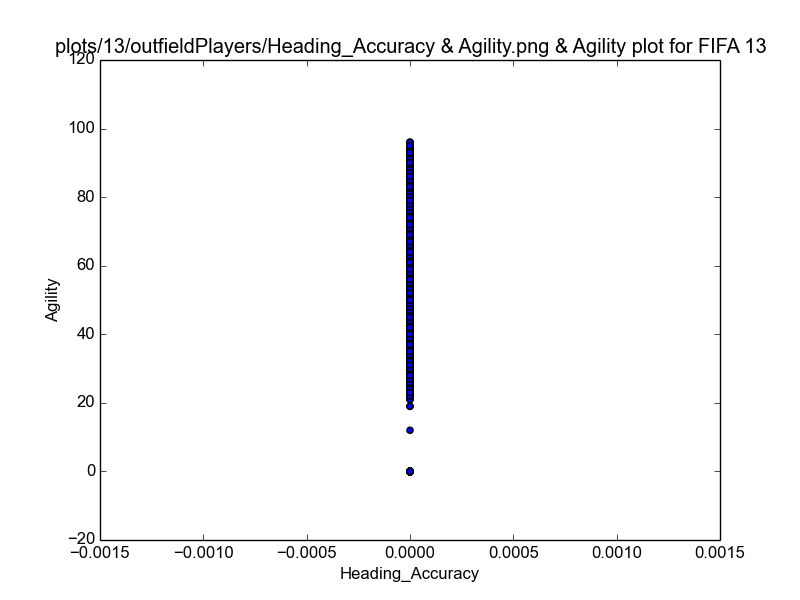 plots/13/outfieldPlayers/Heading_Accuracy & Agility.png & Agility plot for FIFA 13
120
100
80
60
40
20
0
−20
Agility
−0.0015 −0.0010 −0.0005 0.0000 0.0005 0.0010 0.0015
Heading_Accuracy